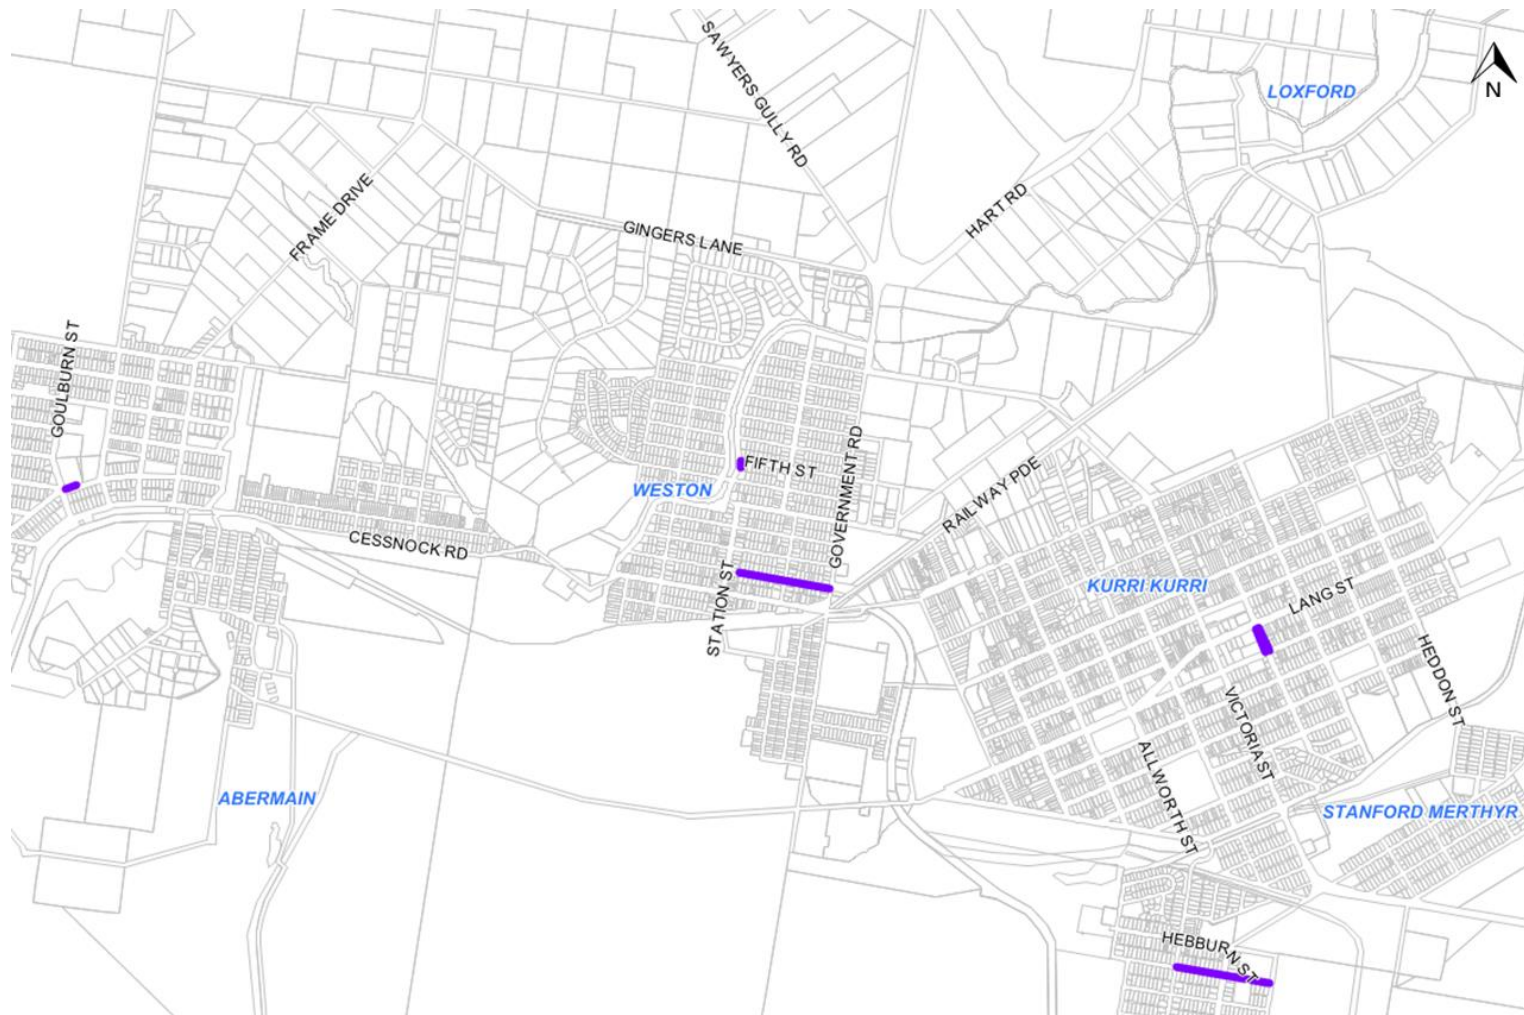 SAWYERS GULLY RD
LOXFORD
N
FRAME DRIVE
HART RD
GINGERS LANE
GOULBURN ST
FIFTH ST
WESTON
GOVERNMENT RD
RAILWAY PDE
CESSNOCK RD
KURRI KURRI
LANG ST
STATION ST
HEDDON ST
VICTORIA ST
ALLWORTH ST
ABERMAIN
STANFORD MERTHYR
HEBBURN ST